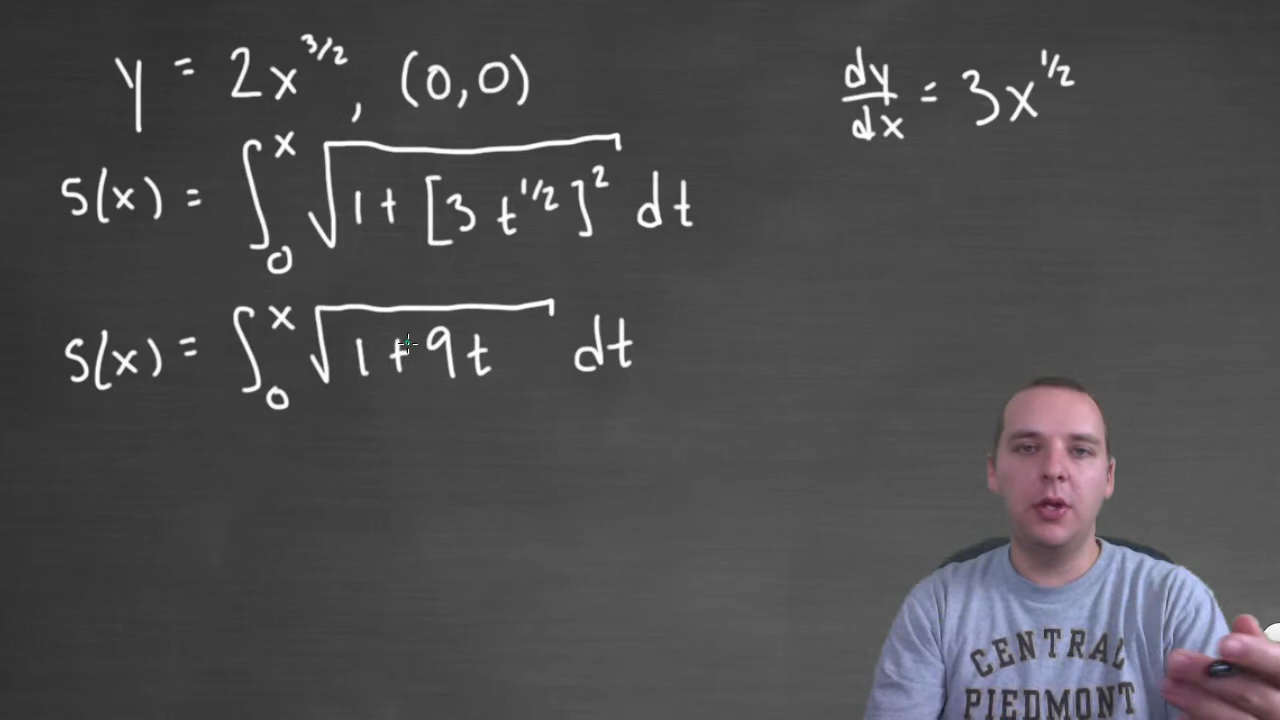 y = 2x^{3/2}, (0,0)
dy/dx = 3x^{1/2}
S(x) = ∫_0^x √(1 + [3t^{1/2}]^2) dt
S(x) = ∫_0^x √(1+9t) dt
CENTRAL
PIEDMONT